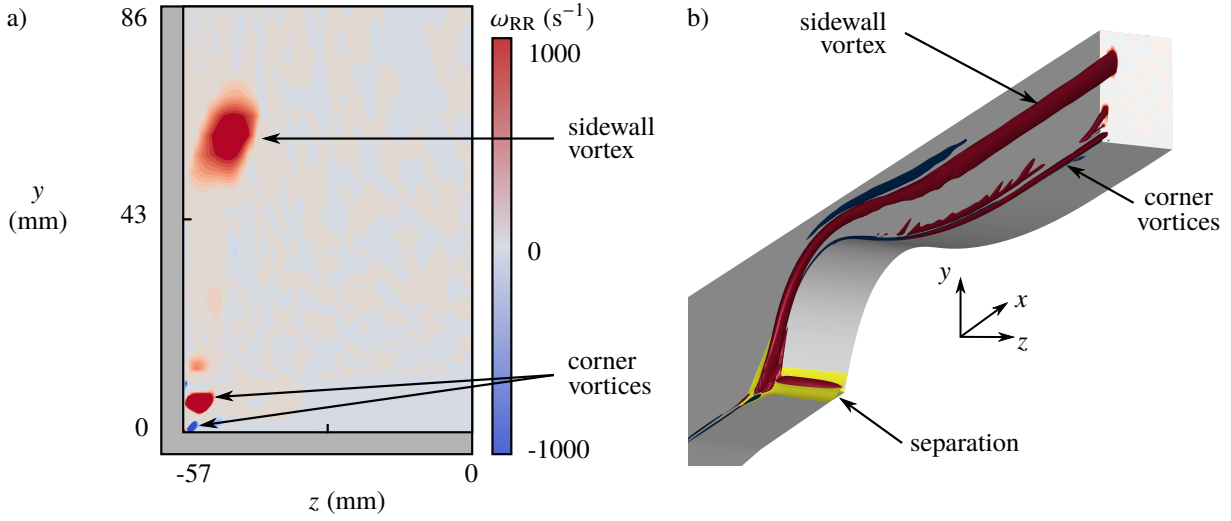 a)
86
ω_RR (s⁻¹)
1000
sidewall
vortex
y
(mm)
43
0
corner
vortices
0
-1000
-57
0
z (mm)
b)
sidewall
vortex
corner
vortices
y
x
z
separation